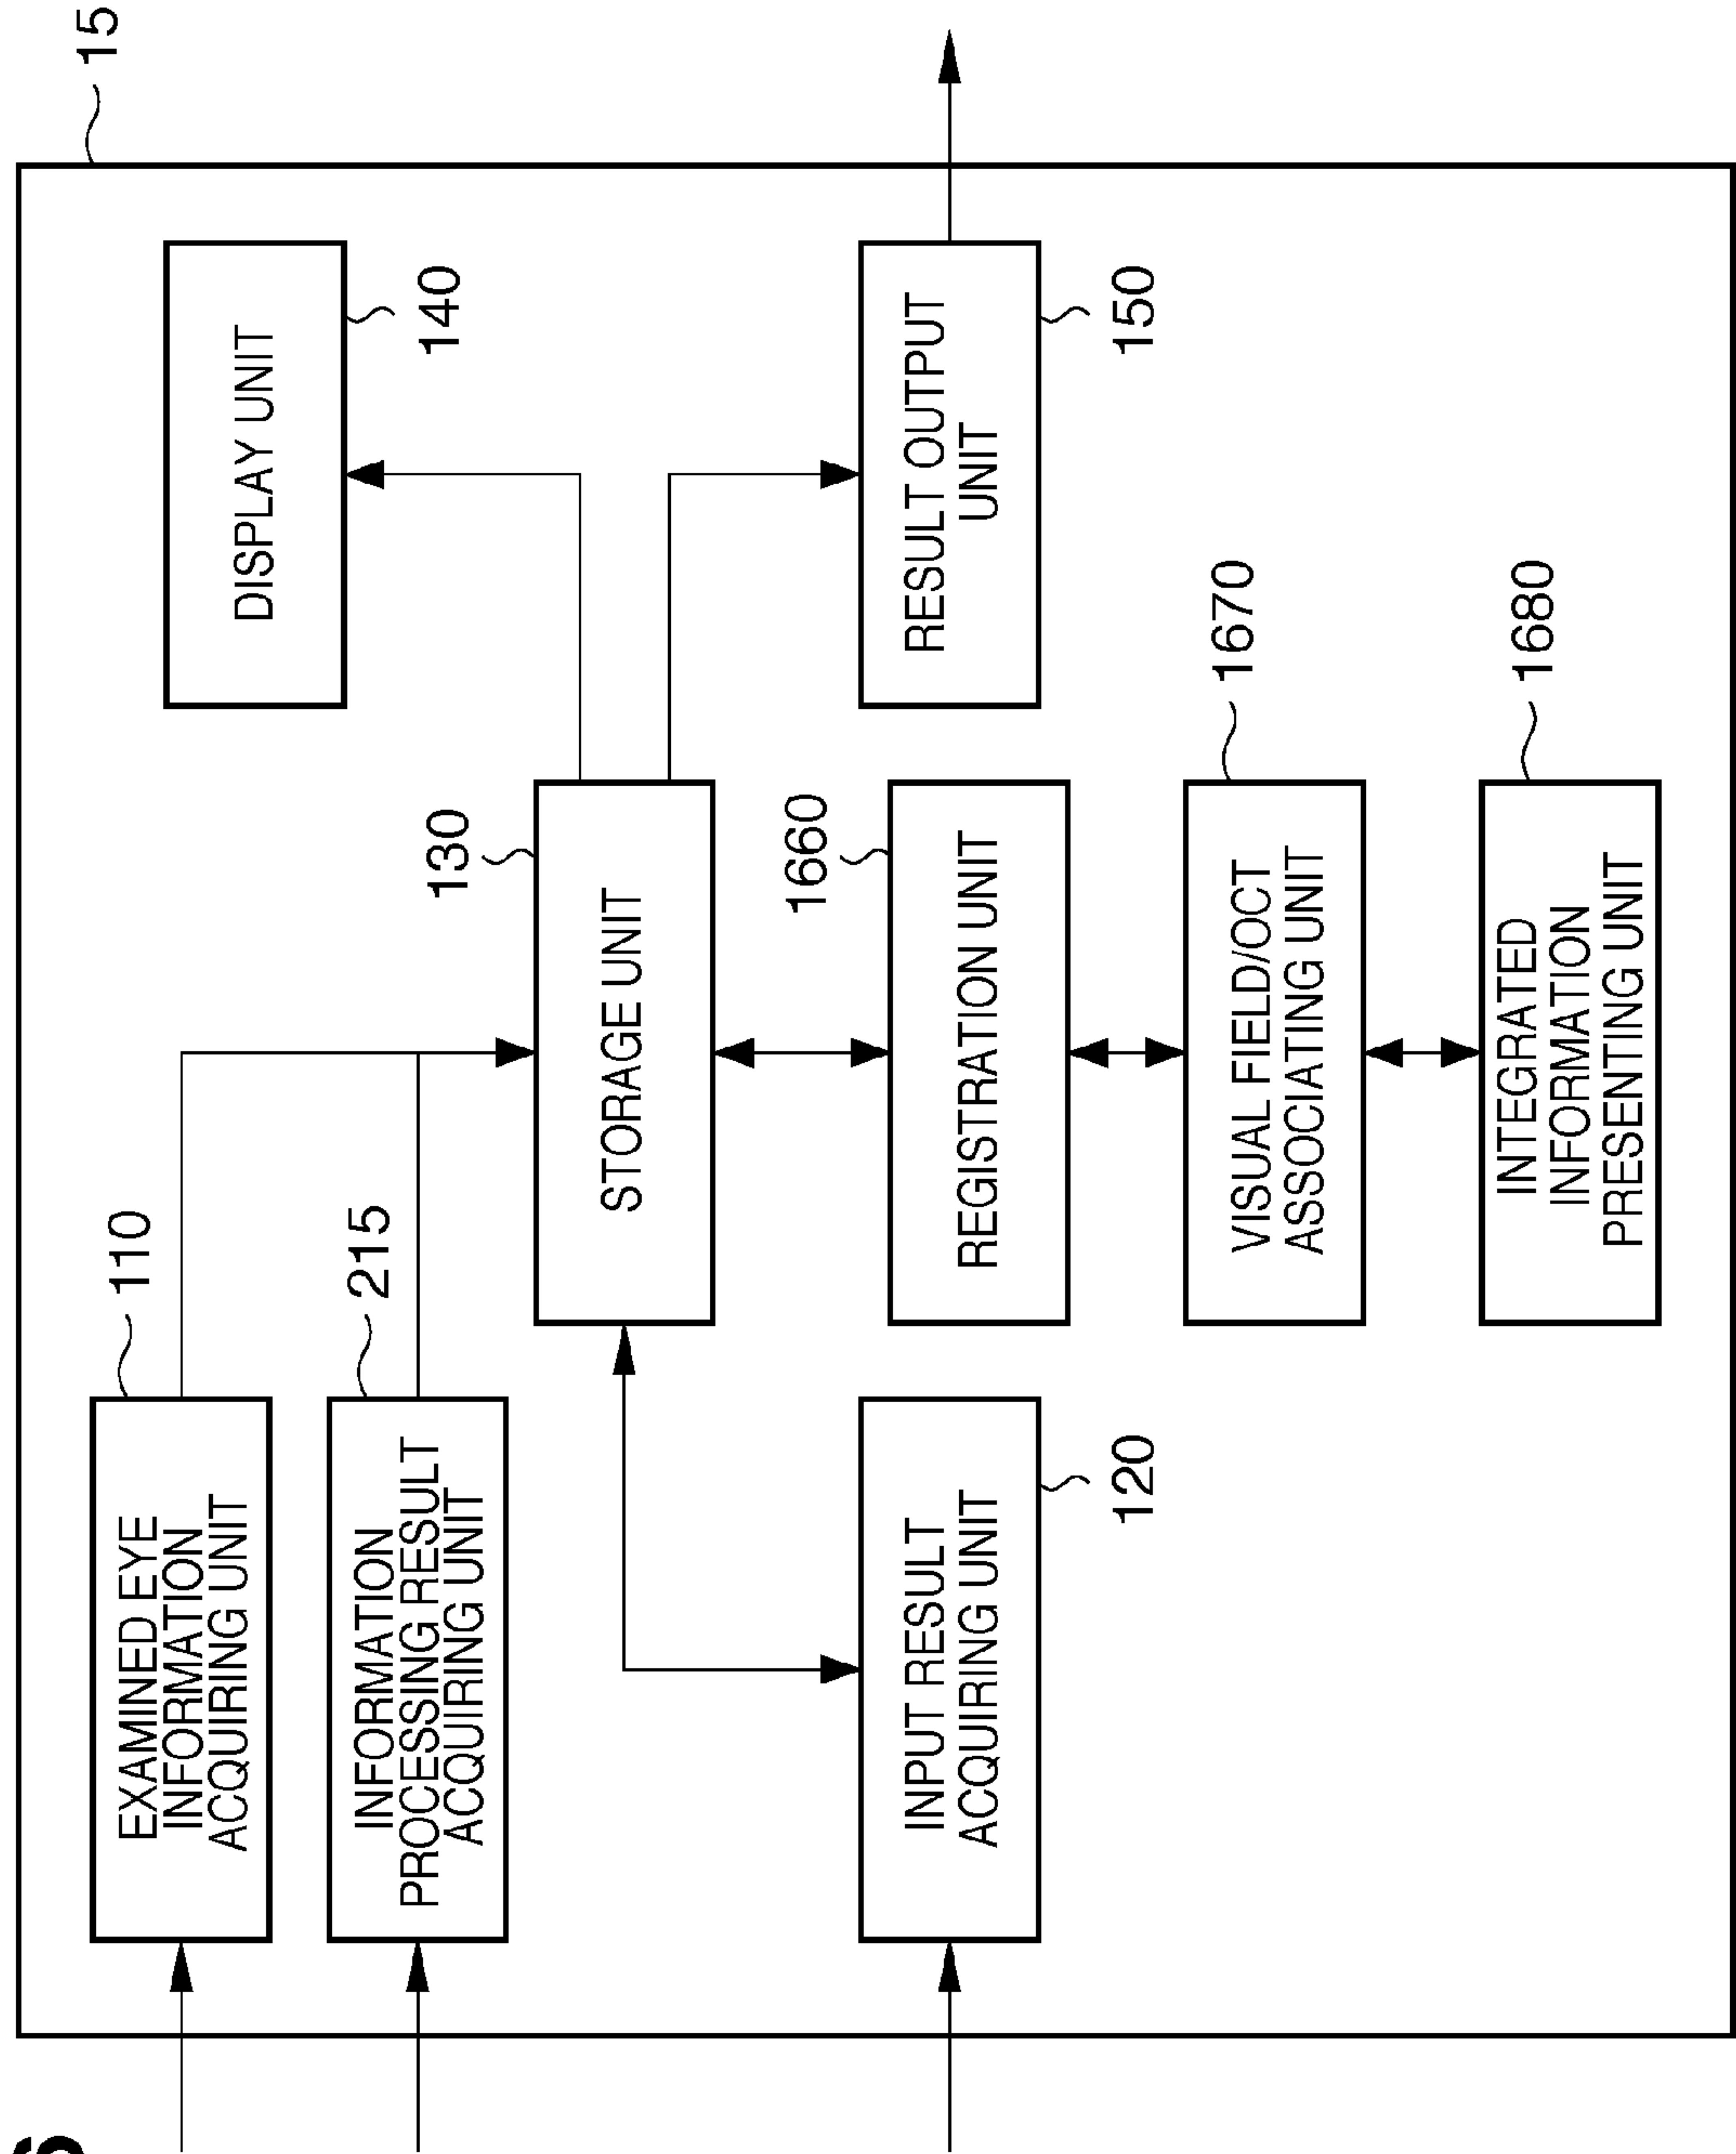 15
EXAMINED EYE
INFORMATION
ACQUIRING UNIT
110
INFORMATION
PROCESSING RESULT
ACQUIRING UNIT
215
INPUT RESULT
ACQUIRING UNIT
120
STORAGE UNIT
130
REGISTRATION UNIT
1660
VISUAL FIELD/OCT
ASSOCIATING UNIT
1670
INTEGRATED
INFORMATION
PRESENTING UNIT
1680
DISPLAY UNIT
140
RESULT OUTPUT
UNIT
150